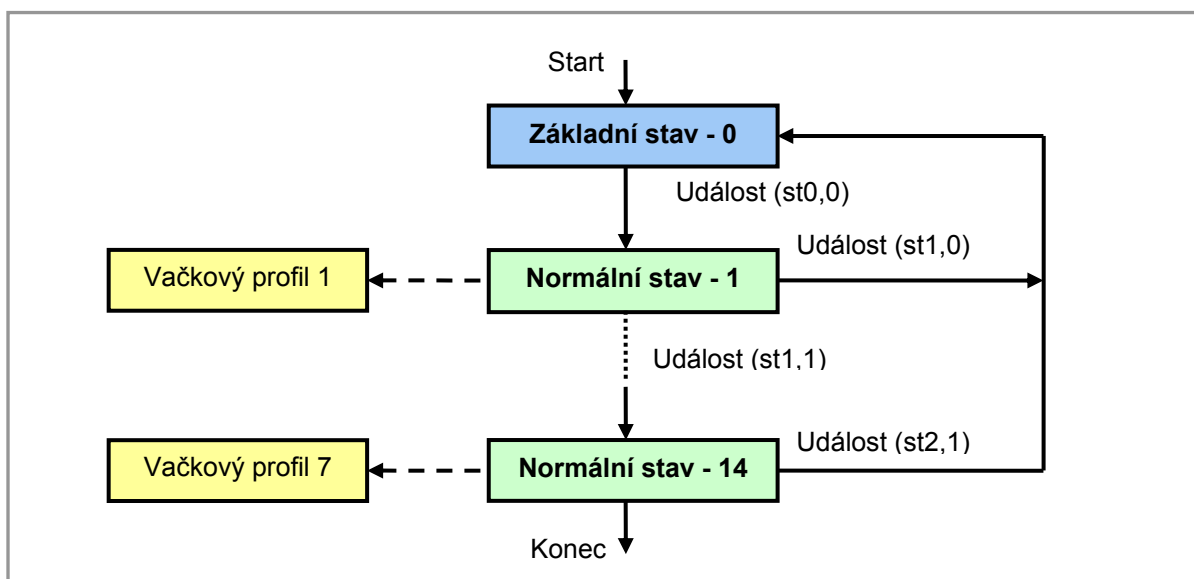 Start
Základní stav - 0
Událost (st0,0)
Událost (st1,0)
Vačkový profil 1
Normální stav - 1
Událost (st1,1)
Událost (st2,1)
Vačkový profil 7
Normální stav - 14
Konec